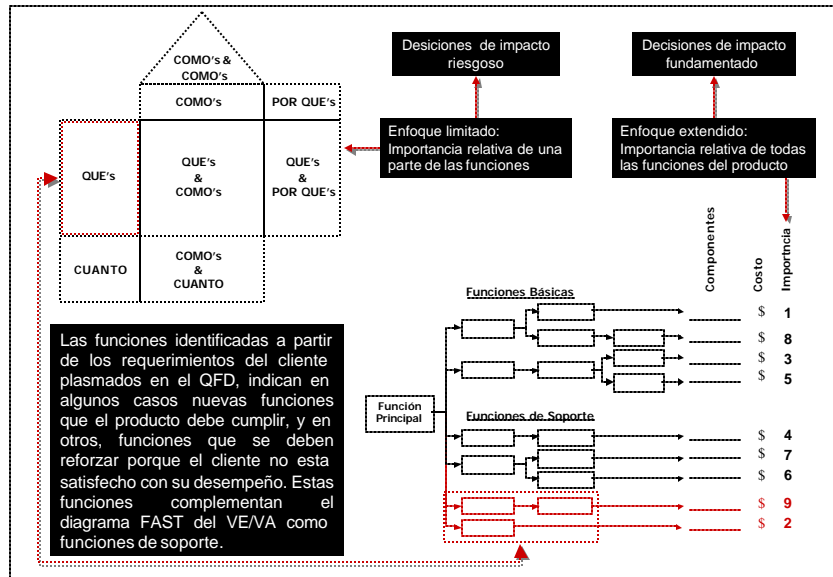 COMO's &
COMO's
COMO's
POR QUE's
QUE's
QUE's
&
COMO's
QUE's
&
POR QUE's
CUANTO
COMO's
&
CUANTO
Desiciones de impacto
riesgoso
Decisiones de impacto
fundamentado
Enfoque limitado:
Importancia relativa de una
parte de las funciones
Enfoque extendido:
Importancia relativa de todas
las funciones del producto
Componentes
Costo
Importncia
Las funciones identificadas a partir
de los requerimientos del cliente
plasmados en el QFD, indican en
algunos casos nuevas funciones
que el producto debe cumplir, y en
otros, funciones que se deben
reforzar porque el cliente no esta
satisfecho con su desempeño. Estas
funciones complementan el
diagrama FAST del VE/VA como
funciones de soporte.
Funciones Básicas
Función
Principal
Funciones de Soporte
$ 1
$ 8
$ 3
$ 5
$ 4
$ 7
$ 6
$ 9
$ 2